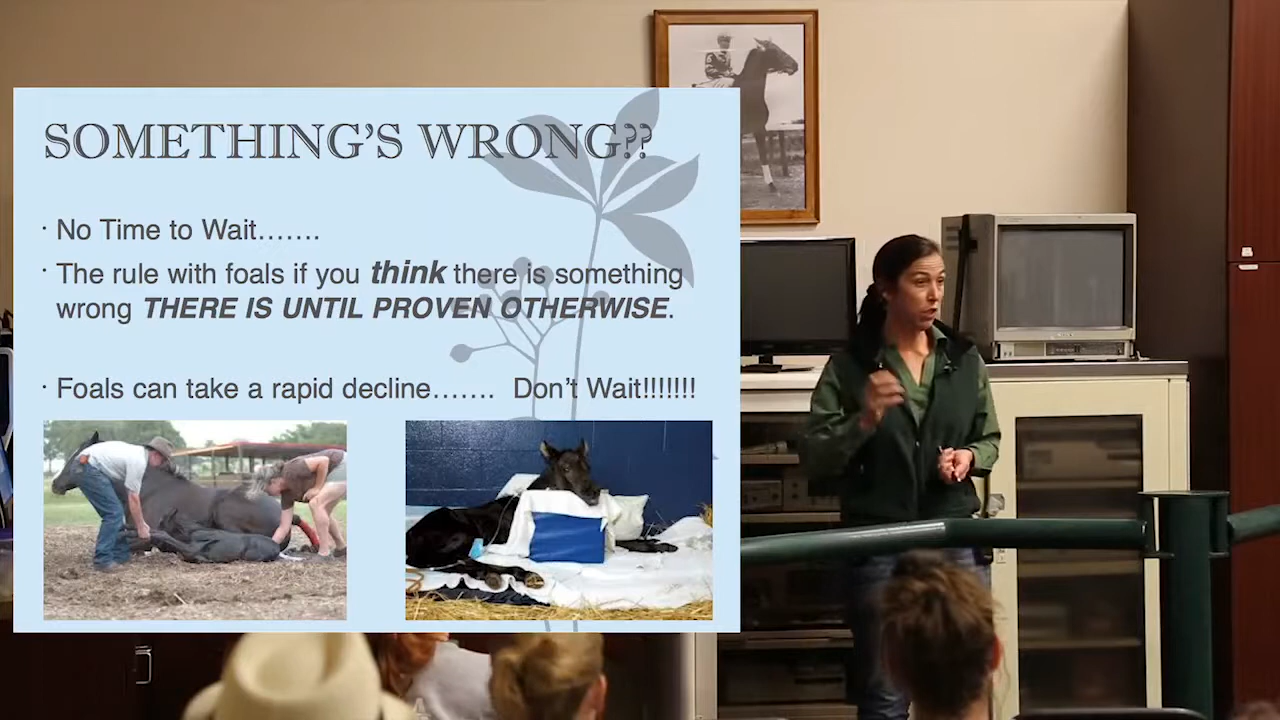 SOMETHING'S WRONG??
· No Time to Wait.......
· The rule with foals if you think there is something
wrong THERE IS UNTIL PROVEN OTHERWISE.
· Foals can take a rapid decline....... Don't Wait!!!!!!!